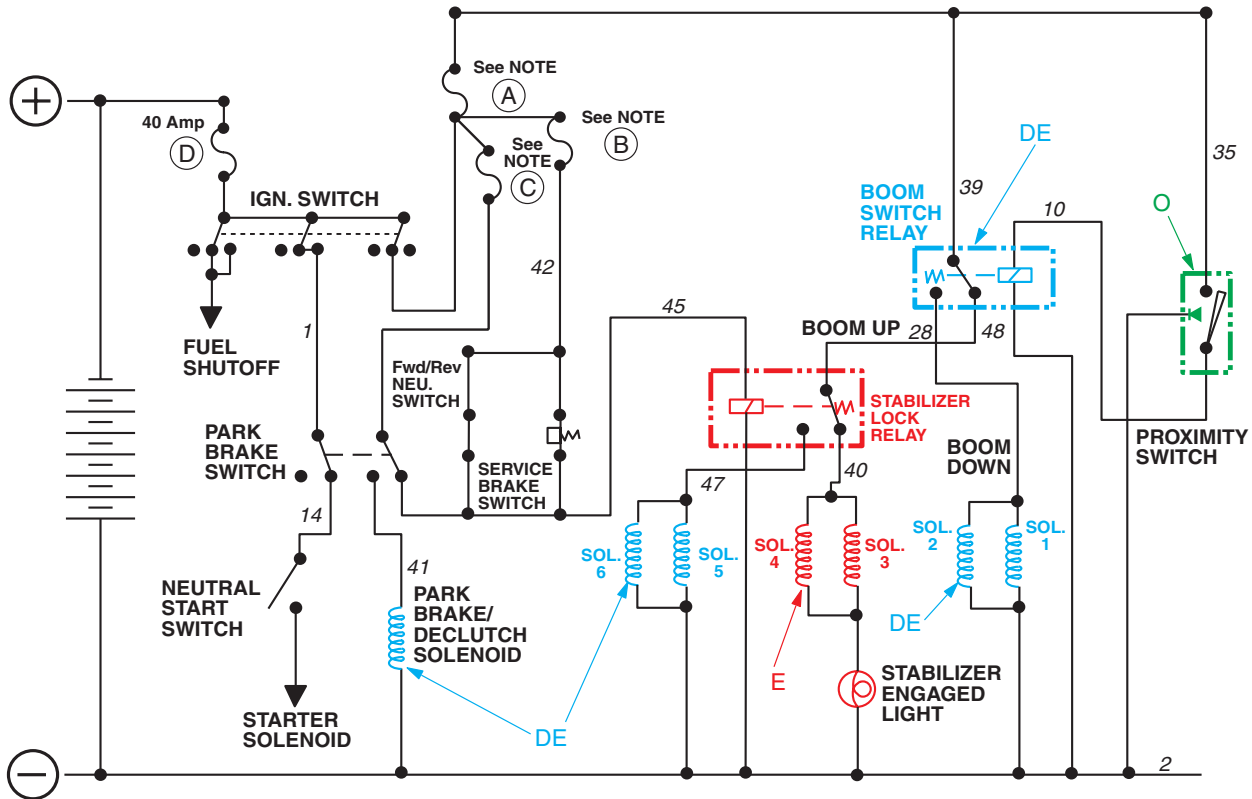 See NOTE
A
40 Amp
D
See NOTE
B
See
NOTE
C
DE
39
35
IGN. SWITCH
BOOM
SWITCH
RELAY
10
O
42
1
45
BOOM UP
28
48
FUEL
SHUTOFF
Fwd/Rev
NEU.
SWITCH
STABILIZER
LOCK
RELAY
PARK
BRAKE
SWITCH
PROXIMITY
SWITCH
SERVICE
BRAKE
SWITCH
BOOM
DOWN
40
47
14
SOL.
6
SOL.
5
SOL.
4
SOL.
3
SOL.
2
SOL.
1
41
NEUTRAL
START
SWITCH
PARK
BRAKE/
DECLUTCH
SOLENOID
DE
E
STABILIZER
ENGAGED
LIGHT
STARTER
SOLENOID
DE
2